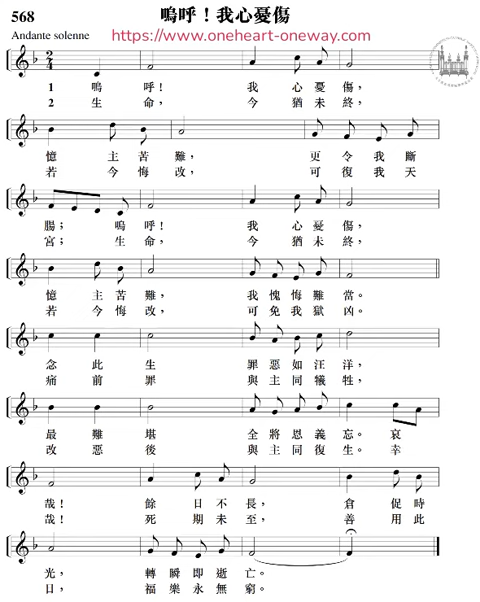 568
嗚呼！我心憂傷
Andante solenne
https://www.oneheart-oneway.com
1 嗚呼！我心憂傷，
2 生命，今猶未終，
憶主苦難，更令我斷
若今悔改，可復我天
腸；嗚呼！我心憂傷，
宮；生命，今猶未終，
憶主苦難，我愧悔難當。
若今悔改，可免我獄凶。
念此生罪惡如汪洋，
痛前罪與主同犧牲，
最難堪全將恩義忘。哀
改惡後與主同復生。幸
哉！餘日不長，倉促時
哉！死期未至，善用此
光，轉瞬即逝亡。
日，福樂永無窮。